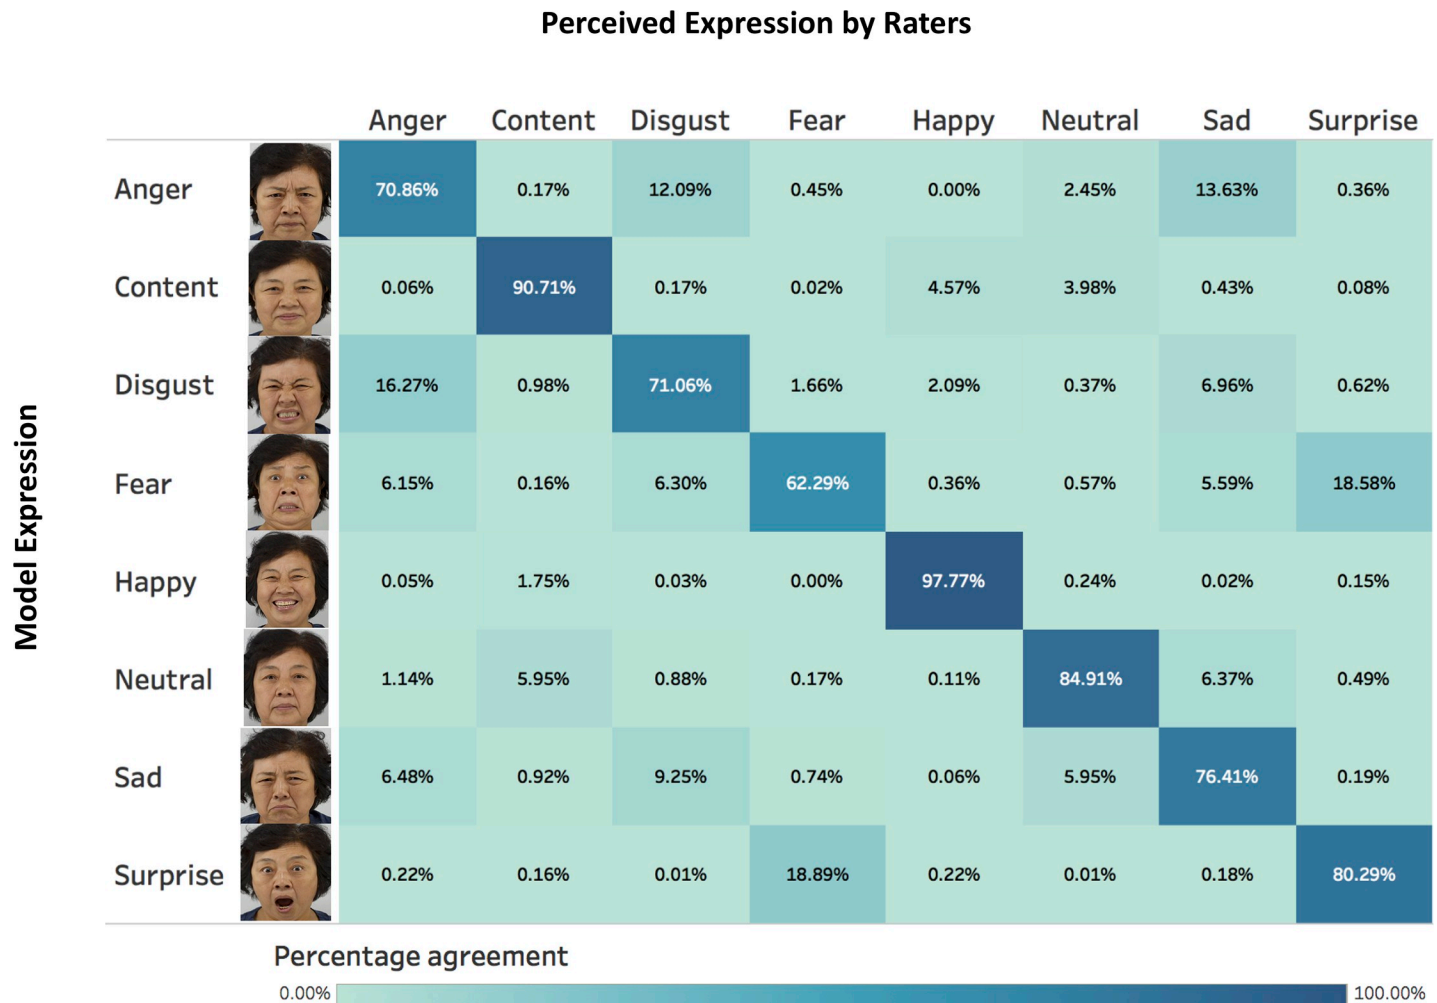 Perceived Expression by Raters
Anger Content Disgust Fear Happy Neutral Sad Surprise
Model Expression
Anger 70.86% 0.17% 12.09% 0.45% 0.00% 2.45% 13.63% 0.36%
Content 0.06% 90.71% 0.17% 0.02% 4.57% 3.98% 0.43% 0.08%
Disgust 16.27% 0.98% 71.06% 1.66% 2.09% 0.37% 6.96% 0.62%
Fear 6.15% 0.16% 6.30% 62.29% 0.36% 0.57% 5.59% 18.58%
Happy 0.05% 1.75% 0.03% 0.00% 97.77% 0.24% 0.02% 0.15%
Neutral 1.14% 5.95% 0.88% 0.17% 0.11% 84.91% 6.37% 0.49%
Sad 6.48% 0.92% 9.25% 0.74% 0.06% 5.95% 76.41% 0.19%
Surprise 0.22% 0.16% 0.01% 18.89% 0.22% 0.01% 0.18% 80.29%
Percentage agreement
0.00% 100.00%